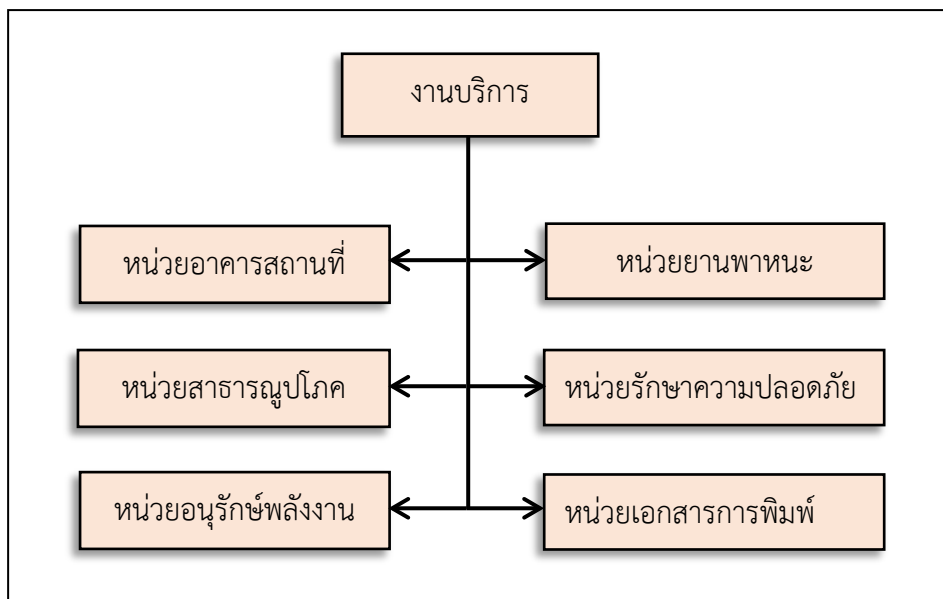 งานบริการ
หน่วยอาคารสถานที่
หน่วยยานพาหนะ
หน่วยสาธารณูปโภค
หน่วยรักษาความปลอดภัย
หน่วยอนุรักษ์พลังงาน
หน่วยเอกสารการพิมพ์